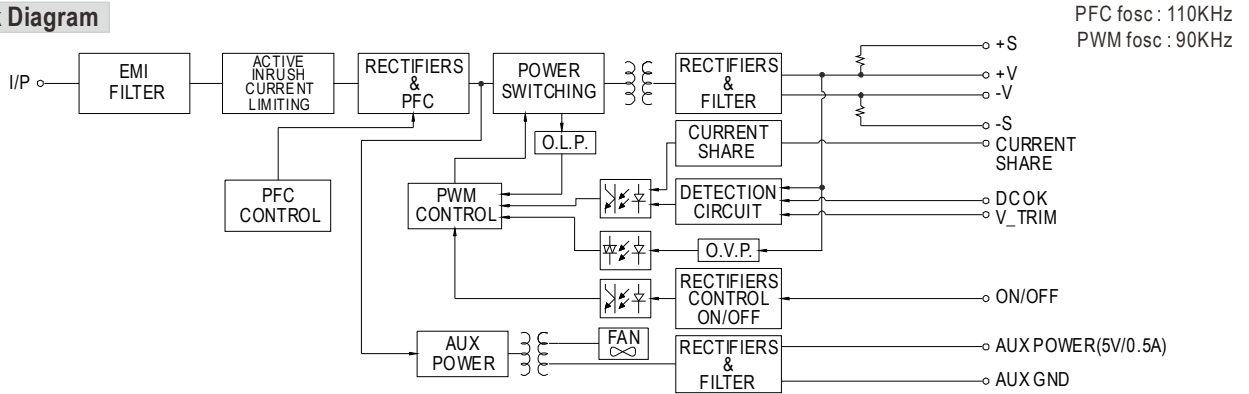 Diagram
PFC fosc : 110KHz
PWM fosc : 90KHz
I/P
EMI
FILTER
ACTIVE
INRUSH
CURRENT
LIMITING
RECTIFIERS
&
PFC
POWER
SWITCHING
RECTIFIERS
&
FILTER
+S
+V
-V
-S
O.L.P.
CURRENT
SHARE
CURRENT
SHARE
PFC
CONTROL
PWM
CONTROL
DETECTION
CIRCUIT
DCOK
V_TRIM
O.V.P.
RECTIFIERS
CONTROL
ON/OFF
ON/OFF
AUX
POWER
FAN
RECTIFIERS
&
FILTER
AUX POWER(5V/0.5A)
AUX GND